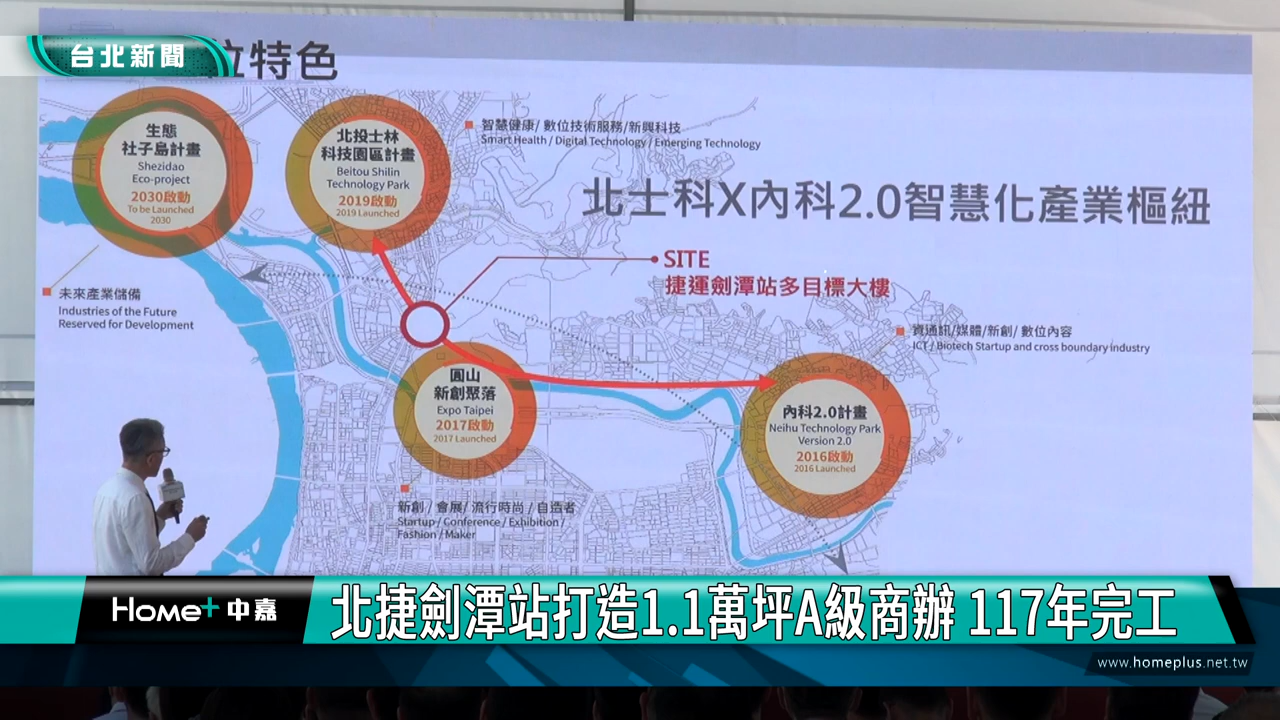 台北新聞
位特色
生態
社子島計畫
Shezidao
Eco-project
2030啟動
To be Launched
2030
北投士林
科技園區計畫
Beitou Shilin
Technology Park
2019啟動
2019 Launched
智慧健康/ 數位技術服務/新興科技
Smart Health / Digital Technology / Emerging Technology
北士科X內科2.0智慧化產業樞紐
SITE
捷運劍潭站多目標大樓
未來產業儲備
Industries of the Future
Reserved for Development
資通訊/媒體/新創/ 數位內容
ICT / Biotech Startup and cross boundary industry
圓山
新創聚落
Expo Taipei
2017啟動
2017 Launched
內科2.0計畫
Neihu Technology Park
Version 2.0
2016啟動
2016 Launched
新創 / 會展/ 流行時尚 / 自造者
Startup / Conference / Exhibition /
Fashion / Maker
Home+ 中嘉
北捷劍潭站打造1.1萬坪A級商辦 117年完工
www.homeplus.net.tw